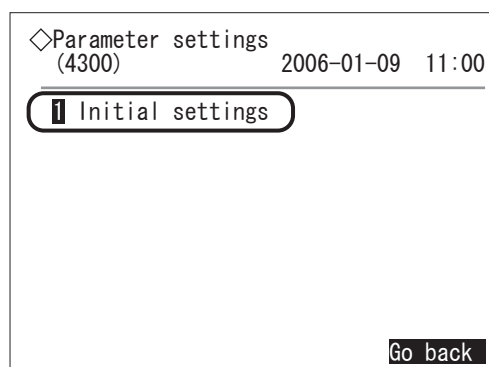 ◇Parameter settings
(4300) 2006-01-09 11:00
1 Initial settings
Go back